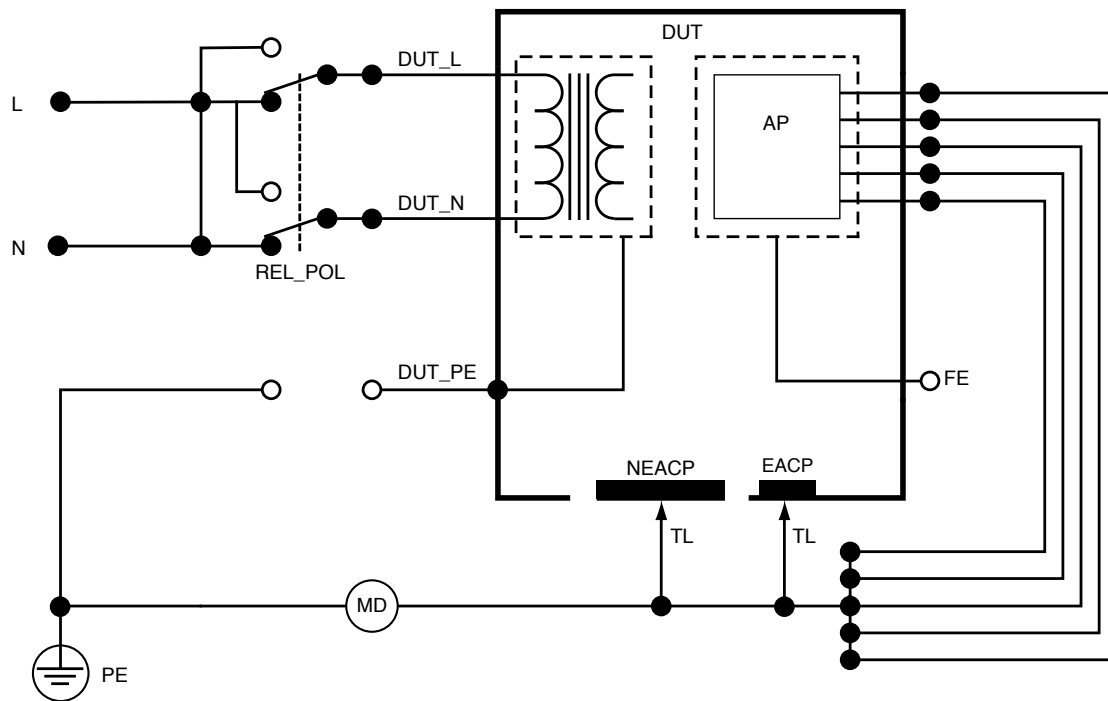 DUT
DUT_L
L
AP
DUT_N
N
REL_POL
DUT_PE
FE
NEACP
EACP
TL
TL
MD
PE